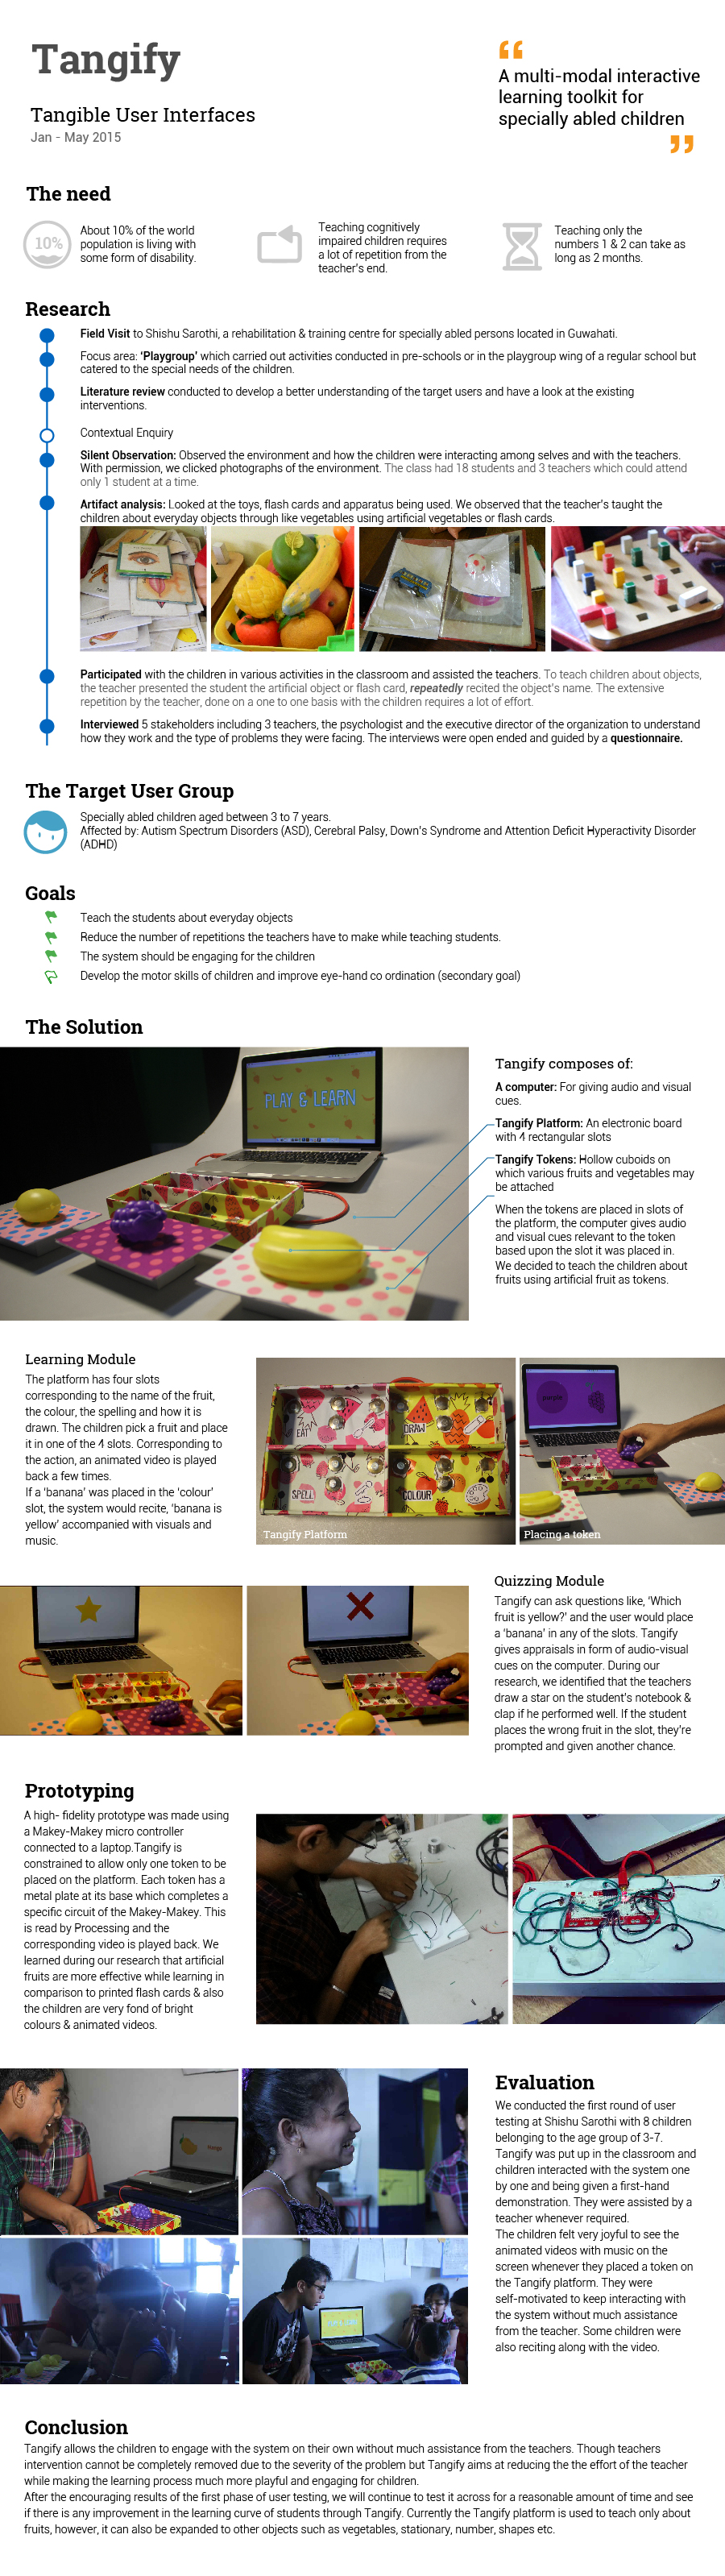 Tangify
Tangible User Interfaces
Jan - May 2015
“
A multi-modal interactive
learning toolkit for
specially abled children
”
The need
10%
About 10% of the world
population is living with
some form of disability.
Teaching cognitively
impaired children requires
a lot of repetition from the
teacher's end.
Teaching only the
numbers 1 & 2 can take as
long as 2 months.
Research
Field Visit to Shishu Sarothi, a rehabilitation & training centre for specially abled persons located in Guwahati.
Focus area: 'Playgroup' which carried out activities conducted in pre-schools or in the playgroup wing of a regular school but
catered to the special needs of the children.
Literature review conducted to develop a better understanding of the target users and have a look at the existing
interventions.
Contextual Enquiry
Silent Observation: Observed the environment and how the children were interacting among selves and with the teachers.
With permission, we clicked photographs of the environment. The class had 18 students and 3 teachers which could attend
only 1 student at a time.
Artifact analysis: Looked at the toys, flash cards and apparatus being used. We observed that the teacher's taught the
children about everyday objects through like vegetables using artificial vegetables or flash cards.
Participated with the children in various activities in the classroom and assisted the teachers. To teach children about objects,
the teacher presented the student the artificial object or flash card, repeatedly recited the object's name. The extensive
repetition by the teacher, done on a one to one basis with the children requires a lot of effort.
Interviewed 5 stakeholders including 3 teachers, the psychologist and the executive director of the organization to understand
how they work and the type of problems they were facing. The interviews were open ended and guided by a questionnaire.
The Target User Group
Specially abled children aged between 3 to 7 years.
Affected by: Autism Spectrum Disorders (ASD), Cerebral Palsy, Down's Syndrome and Attention Deficit Hyperactivity Disorder
(ADHD)
Goals
Teach the students about everyday objects
Reduce the number of repetitions the teachers have to make while teaching students.
The system should be engaging for the children
Develop the motor skills of children and improve eye-hand co ordination (secondary goal)
The Solution
PLAY & LEARN
Tangify composes of:
A computer: For giving audio and visual
cues.
Tangify Platform: An electronic board
with 4 rectangular slots
Tangify Tokens: Hollow cuboids on
which various fruits and vegetables may
be attached
When the tokens are placed in slots of
the platform, the computer gives audio
and visual cues relevant to the token
based upon the slot it was placed in.
We decided to teach the children about
fruits using artificial fruit as tokens.
Learning Module
The platform has four slots
corresponding to the name of the fruit,
the colour, the spelling and how it is
drawn. The children pick a fruit and place
it in one of the 4 slots. Corresponding to
the action, an animated video is played
back a few times.
If a 'banana' was placed in the 'colour'
slot, the system would recite, 'banana is
yellow' accompanied with visuals and
music.
EAT
DRAW
SPELL
COLOUR
Tangify Platform
purple
Placing a token
Quizzing Module
Tangify can ask questions like, 'Which
fruit is yellow?' and the user would place
a 'banana' in any of the slots. Tangify
gives appraisals in form of audio-visual
cues on the computer. During our
research, we identified that the teachers
draw a star on the student's notebook &
clap if he performed well. If the student
places the wrong fruit in the slot, they're
prompted and given another chance.
Prototyping
A high- fidelity prototype was made using
a Makey-Makey micro controller
connected to a laptop.Tangify is
constrained to allow only one token to be
placed on the platform. Each token has a
metal plate at its base which completes a
specific circuit of the Makey-Makey. This
is read by Processing and the
corresponding video is played back. We
learned during our research that artificial
fruits are more effective while learning in
comparison to printed flash cards & also
the children are very fond of bright
colours & animated videos.
Evaluation
We conducted the first round of user
testing at Shishu Sarothi with 8 children
belonging to the age group of 3-7.
Tangify was put up in the classroom and
children interacted with the system one
by one and being given a first-hand
demonstration. They were assisted by a
teacher whenever required.
The children felt very joyful to see the
animated videos with music on the
screen whenever they placed a token on
the Tangify platform. They were
self-motivated to keep interacting with
the system without much assistance
from the teacher. Some children were
also reciting along with the video.
Conclusion
Tangify allows the children to engage with the system on their own without much assistance from the teachers. Though teachers
intervention cannot be completely removed due to the severity of the problem but Tangify aims at reducing the the effort of the teacher
while making the learning process much more playful and engaging for children.
After the encouraging results of the first phase of user testing, we will continue to test it across for a reasonable amount of time and see
if there is any improvement in the learning curve of students through Tangify. Currently the Tangify platform is used to teach only about
fruits, however, it can also be expanded to other objects such as vegetables, stationary, number, shapes etc.